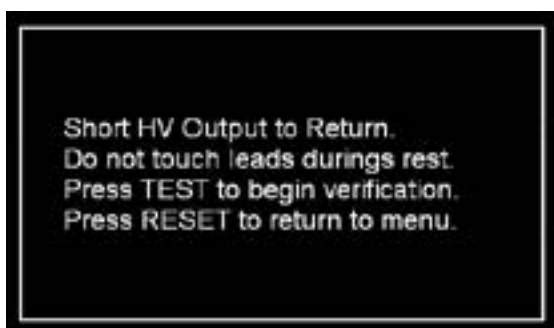 Short HV Output to Return.
Do not touch leads durings rest.
Press TEST to begin verification.
Press RESET to return to menu.